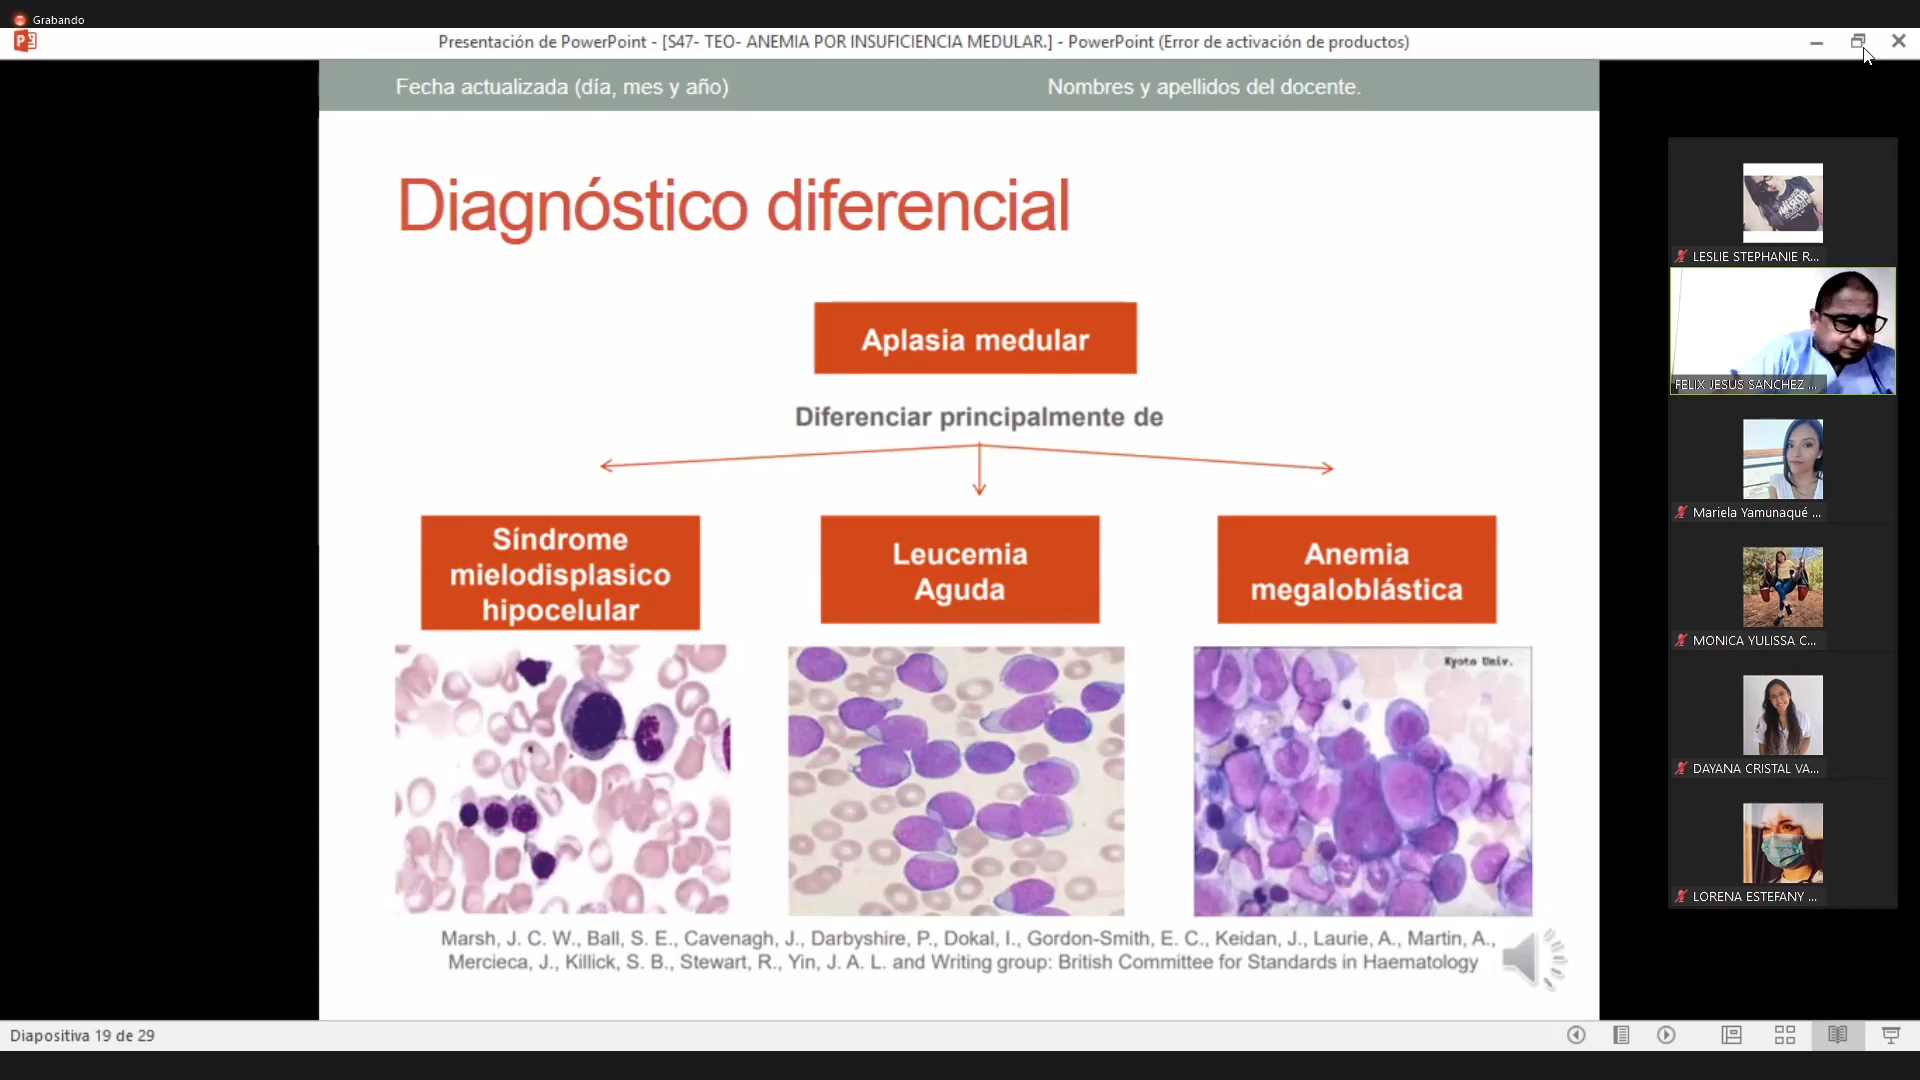 Grabando
Presentación de PowerPoint - [S47- TEO- ANEMIA POR INSUFICIENCIA MEDULAR.] - PowerPoint (Error de activación de productos)
Fecha actualizada (día, mes y año)
Nombres y apellidos del docente.
Diagnóstico diferencial
Aplasia medular
Diferenciar principalmente de
Síndrome
mielodisplasico
hipocelular
Leucemia
Aguda
Anemia
megaloblástica
Kyoto Univ.
Marsh, J. C. W., Ball, S. E., Cavenagh, J., Darbyshire, P., Dokal, I., Gordon-Smith, E. C., Keidan, J., Laurie, A., Martin, A.,
Mercieca, J., Killick, S. B., Stewart, R., Yin, J. A. L. and Writing group: British Committee for Standards in Haematology
LESLIE STEPHANIE R...
FELIX JESUS SANCHEZ ...
Mariela Yamunaqué ...
MONICA YULISSA C...
DAYANA CRISTAL VA...
LORENA ESTEFANY ...
Diapositiva 19 de 29